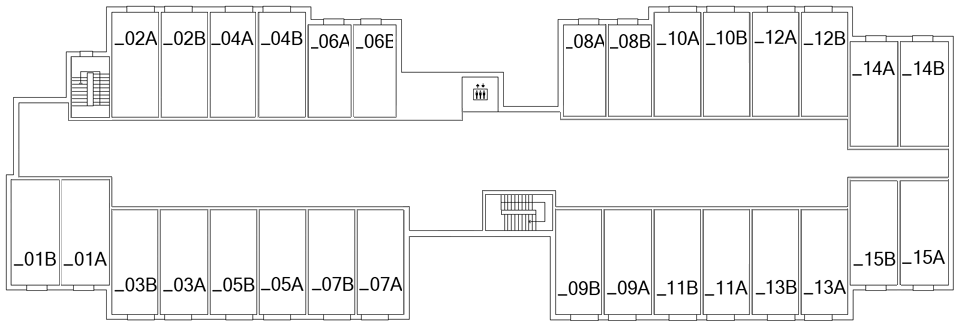 _02A _02B _04A _04B _06A _06B
_08A _08B _10A _10B _12A _12B
_14A _14B
_01B _01A
_03B _03A _05B _05A _07B _07A
_09B _09A _11B _11A _13B _13A
_15B _15A